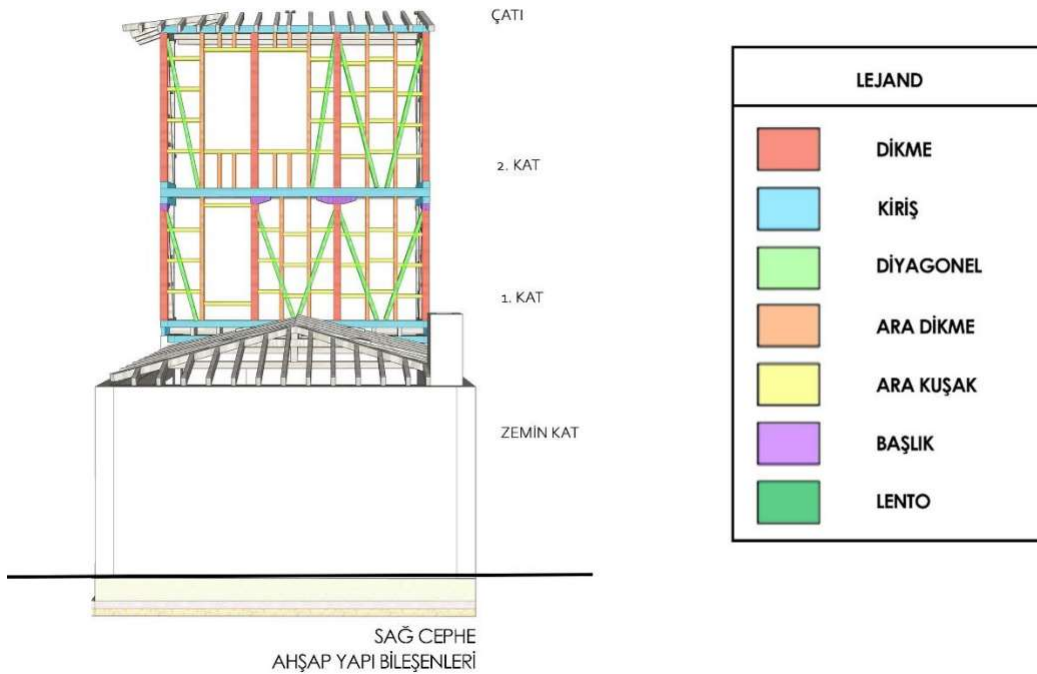 ÇATI
2. KAT
1. KAT
ZEMİN KAT
SAĞ CEPHE
AHŞAP YAPI BİLEŞENLERİ
LEJAND
DİKME
KİRİŞ
DİYAGONEL
ARA DİKME
ARA KUŞAK
BAŞLIK
LENTO